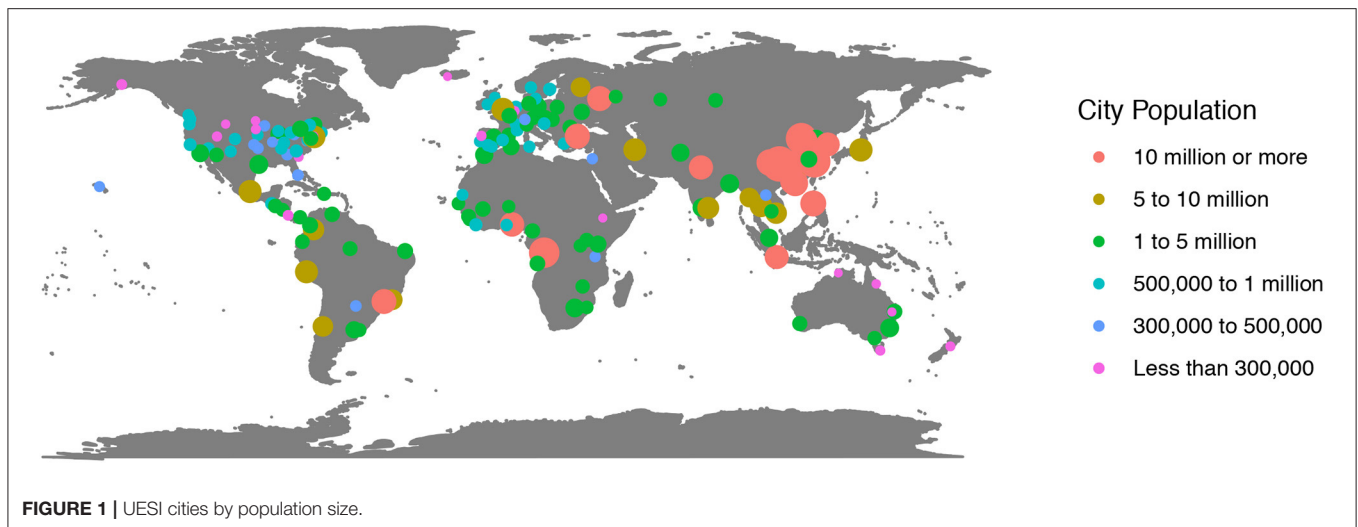 City Population
10 million or more
5 to 10 million
1 to 5 million
500,000 to 1 million
300,000 to 500,000
Less than 300,000
FIGURE 1 | UESI cities by population size.